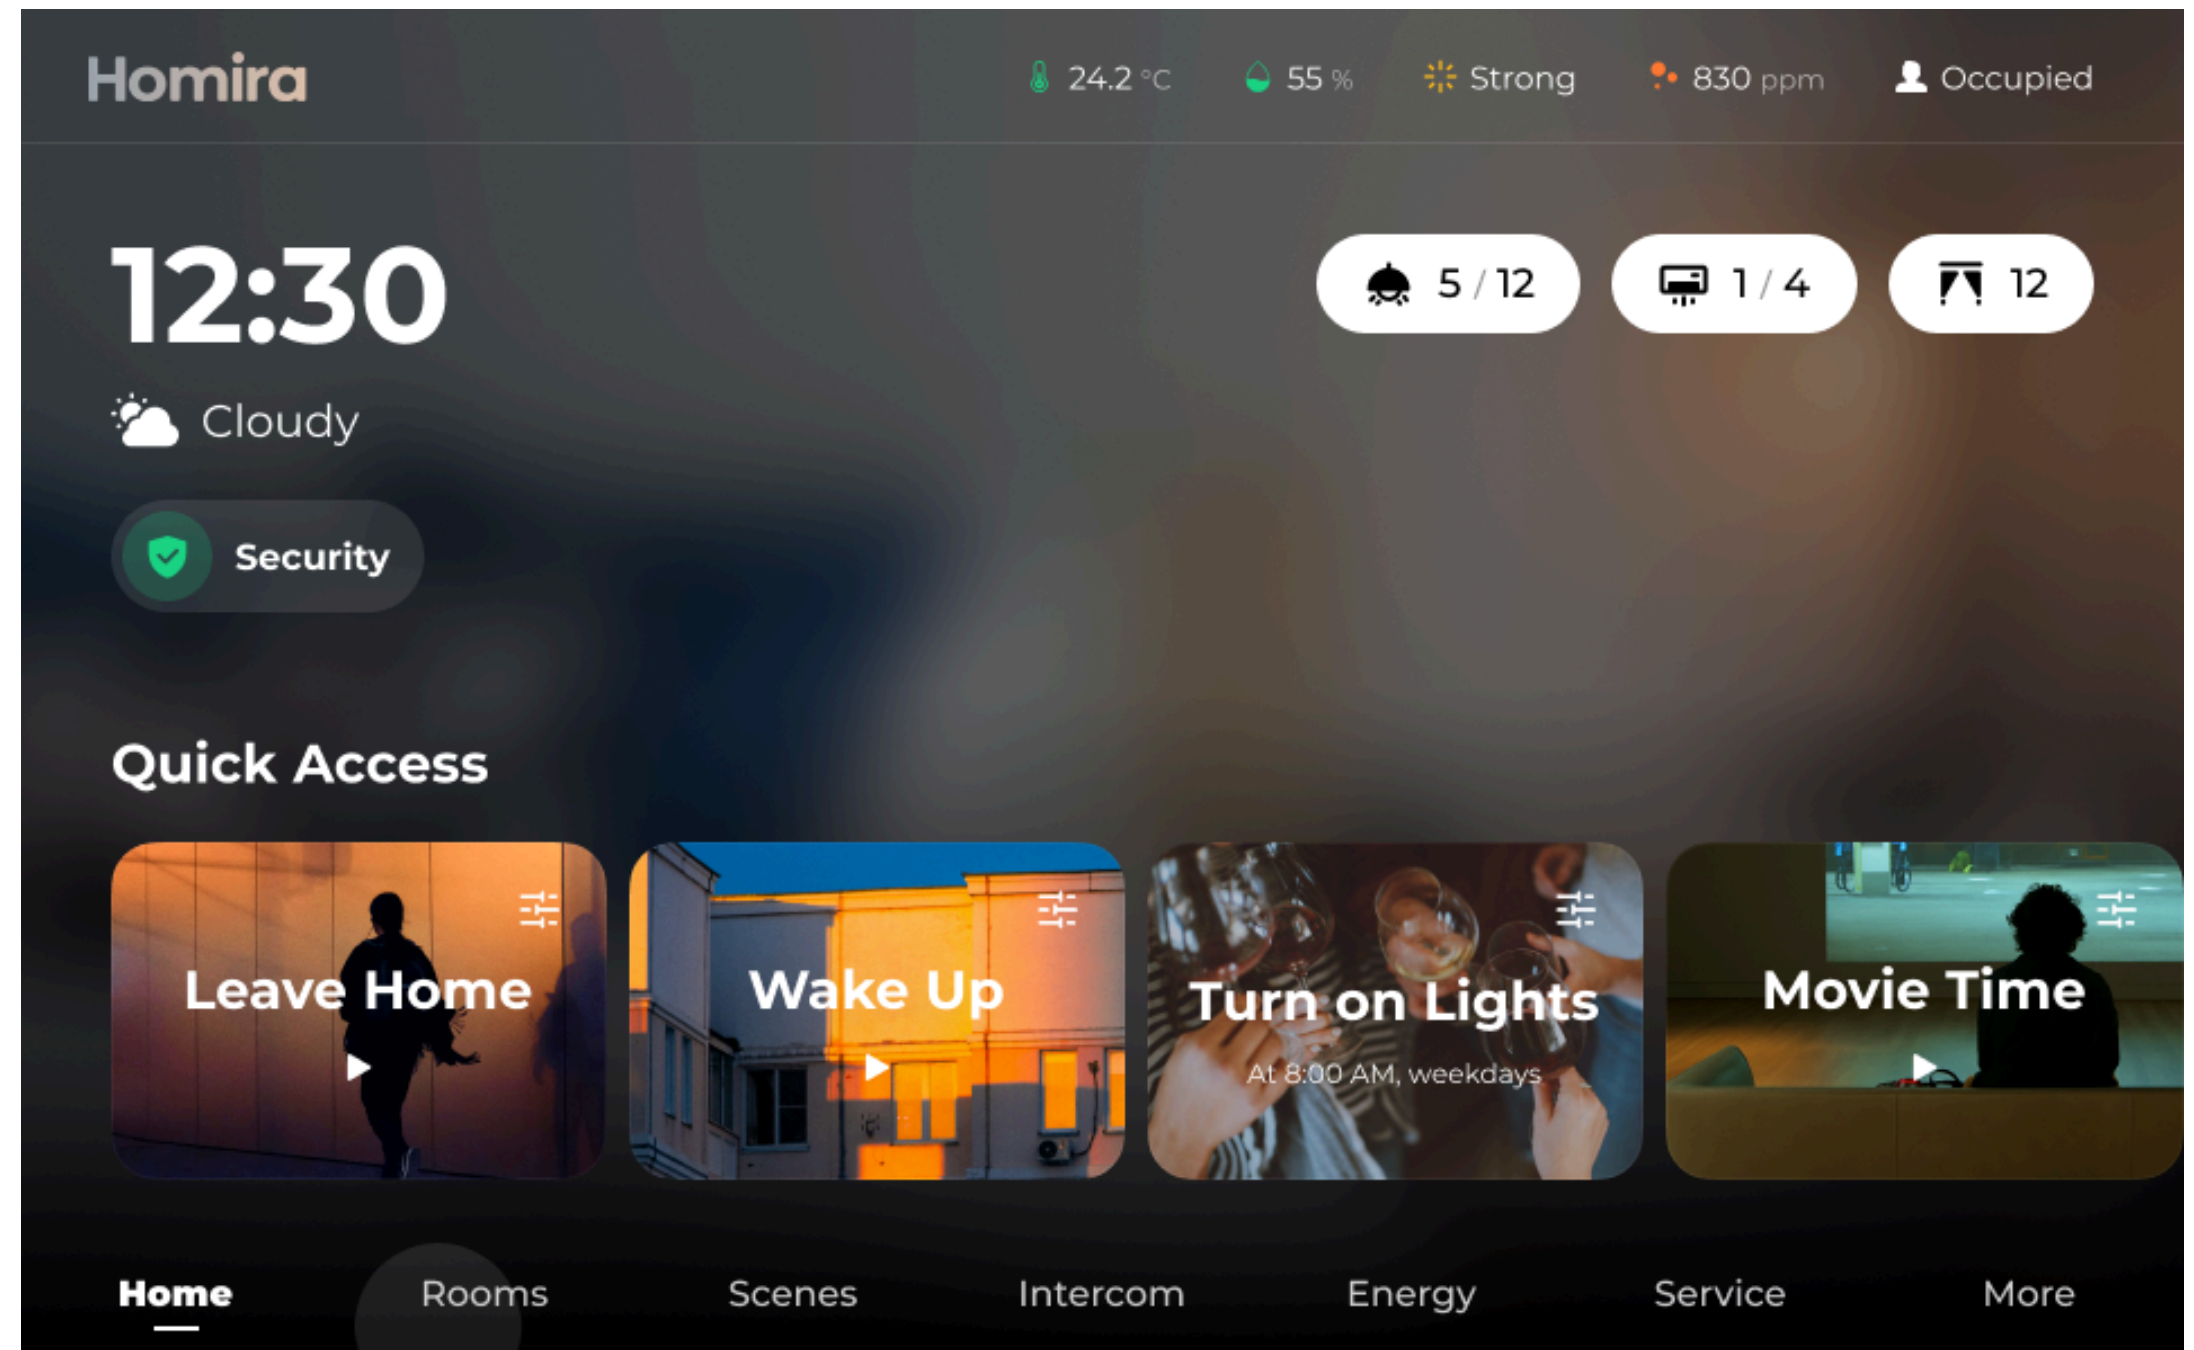 Homira
24.2 °C 55 % Strong 830 ppm Occupied
12:30
5 / 12 1 / 4 12
Cloudy
Security
Quick Access
Leave Home
Wake Up
Turn on Lights
At 8:00 AM, weekdays
Movie Time
Home Rooms Scenes Intercom Energy Service More